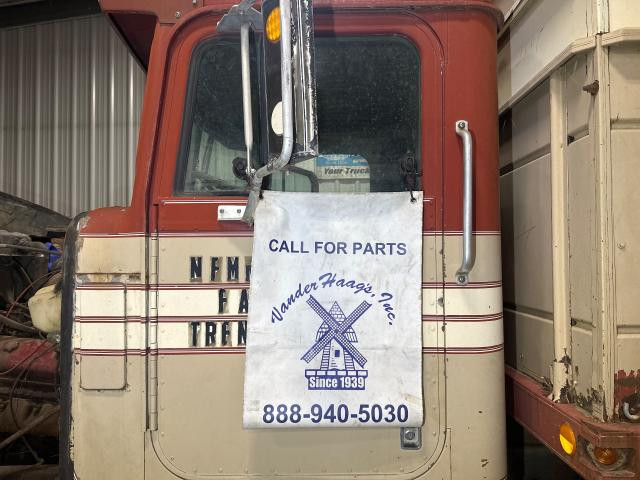 Your Truck
CALL FOR PARTS
Vander Haag's, Inc.
Since 1939
888-940-5030